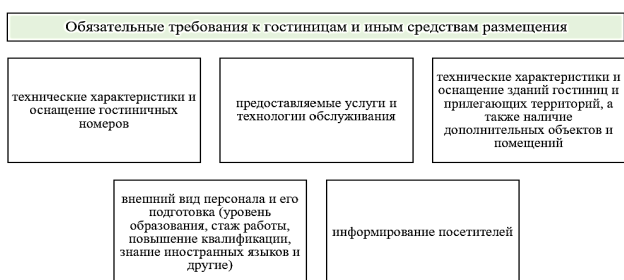 Обязательные требования к гостиницам и иным средствам размещения
технические характеристики и
оснащение гостиничных
номеров
предоставляемые услуги и
технологии обслуживания
технические характеристики и
оснащение зданий гостиниц и
прилегающих территорий, а
также наличие
дополнительных объектов и
помещений
внешний вид персонала и его
подготовка (уровень
образования, стаж работы,
повышение квалификации,
знание иностранных языков и
другие)
информирование посетителей